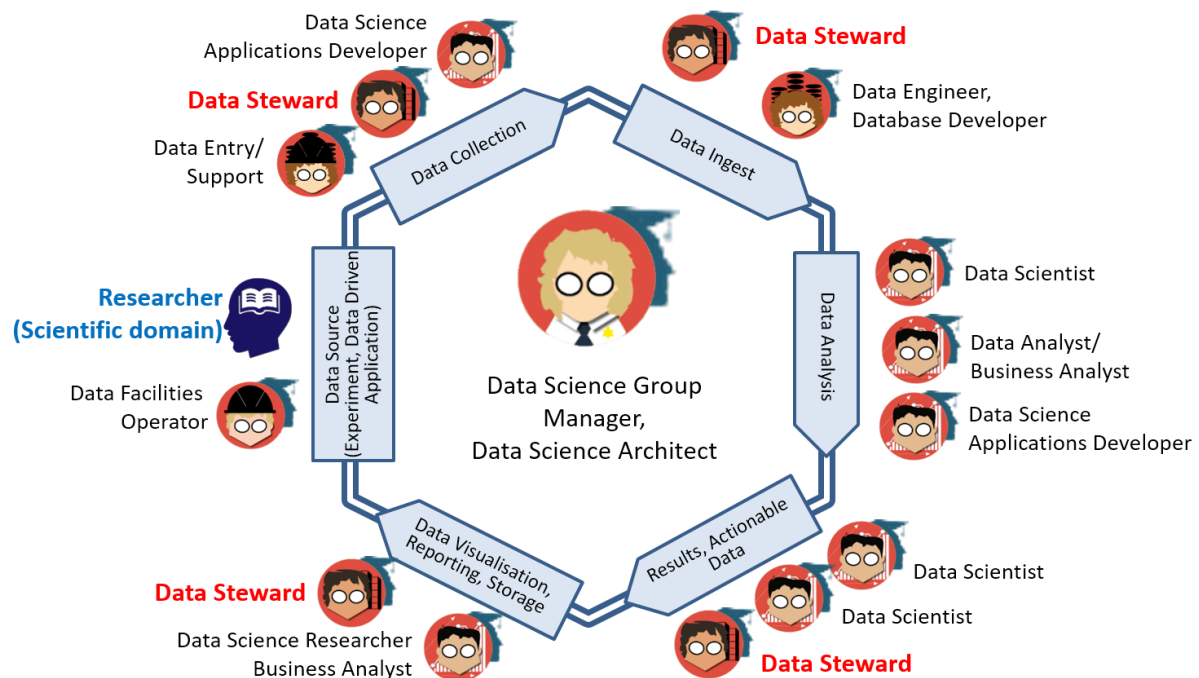 Data Science
Applications Developer
Data Steward
Data Entry/
Support
Data Collection
Data Steward
Data Engineer,
Database Developer
Data Ingest
Researcher
(Scientific domain)
Data Facilities
Operator
Data Source
(Experiment, Data Driven
Application)
Data Science Group
Manager,
Data Science Architect
Data Analysis
Data Scientist
Data Analyst/
Business Analyst
Data Science
Applications Developer
Data Visualisation,
Reporting, Storage
Results, Actionable
Data
Data Scientist
Data Scientist
Data Steward
Data Steward
Data Science Researcher
Business Analyst